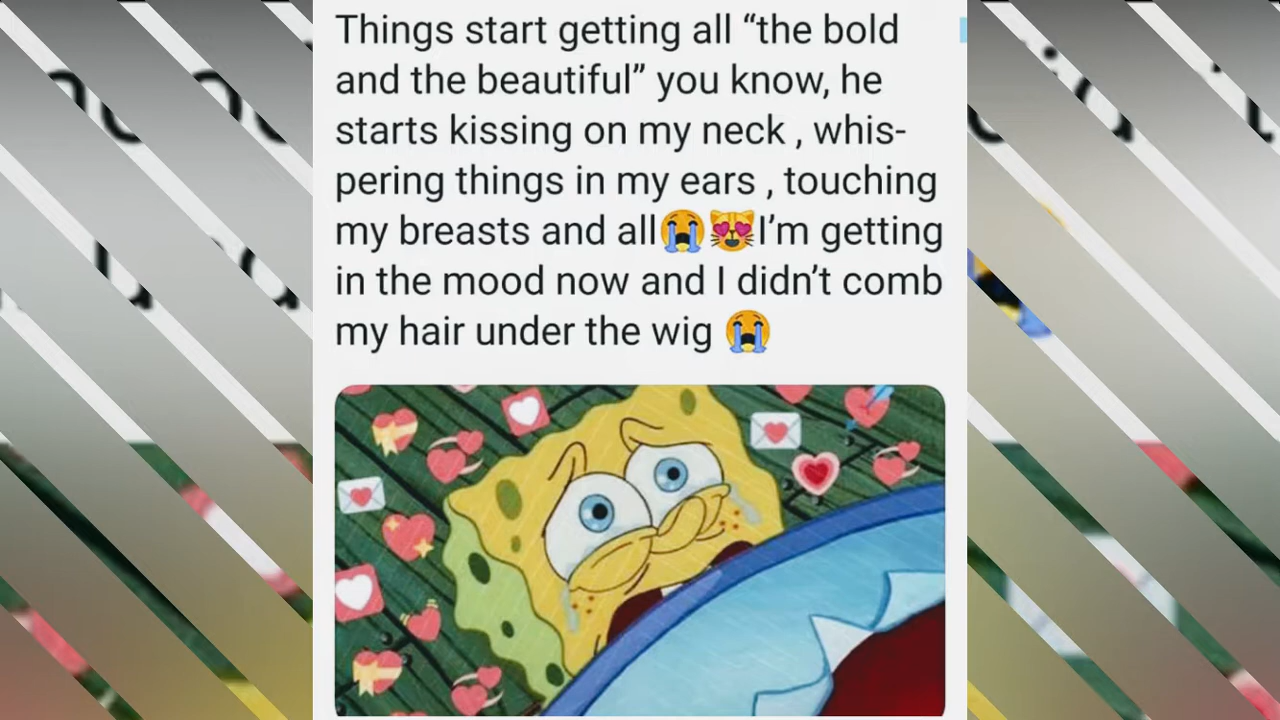 Things start getting all “the bold
and the beautiful” you know, he
starts kissing on my neck , whis-
pering things in my ears , touching
my breasts and all😭😻I’m getting
in the mood now and I didn’t comb
my hair under the wig 😭